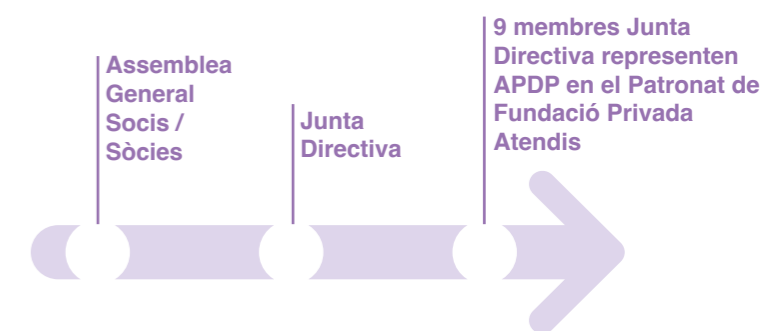 Assemblea
General
Socis /
Sòcies
Junta
Directiva
9 membres Junta
Directiva representen
APDP en el Patronat de
Fundació Privada
Atendis